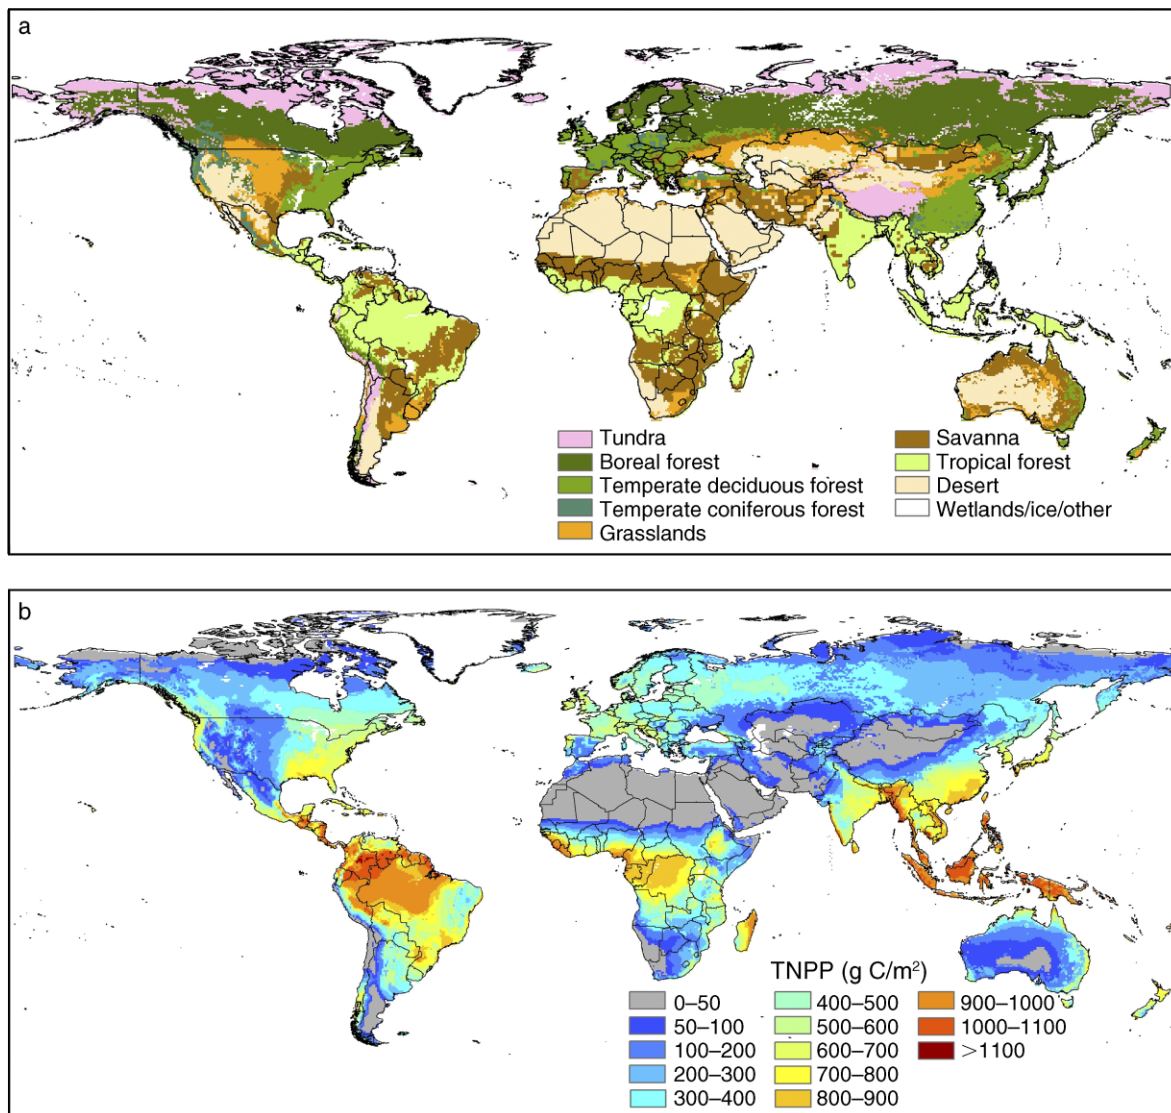 a
Tundra
Boreal forest
Temperate deciduous forest
Temperate coniferous forest
Grasslands
Savanna
Tropical forest
Desert
Wetlands/ice/other
b
TNPP (g C/m²)
0–50
50–100
100–200
200–300
300–400
400–500
500–600
600–700
700–800
800–900
900–1000
1000–1100
>1100